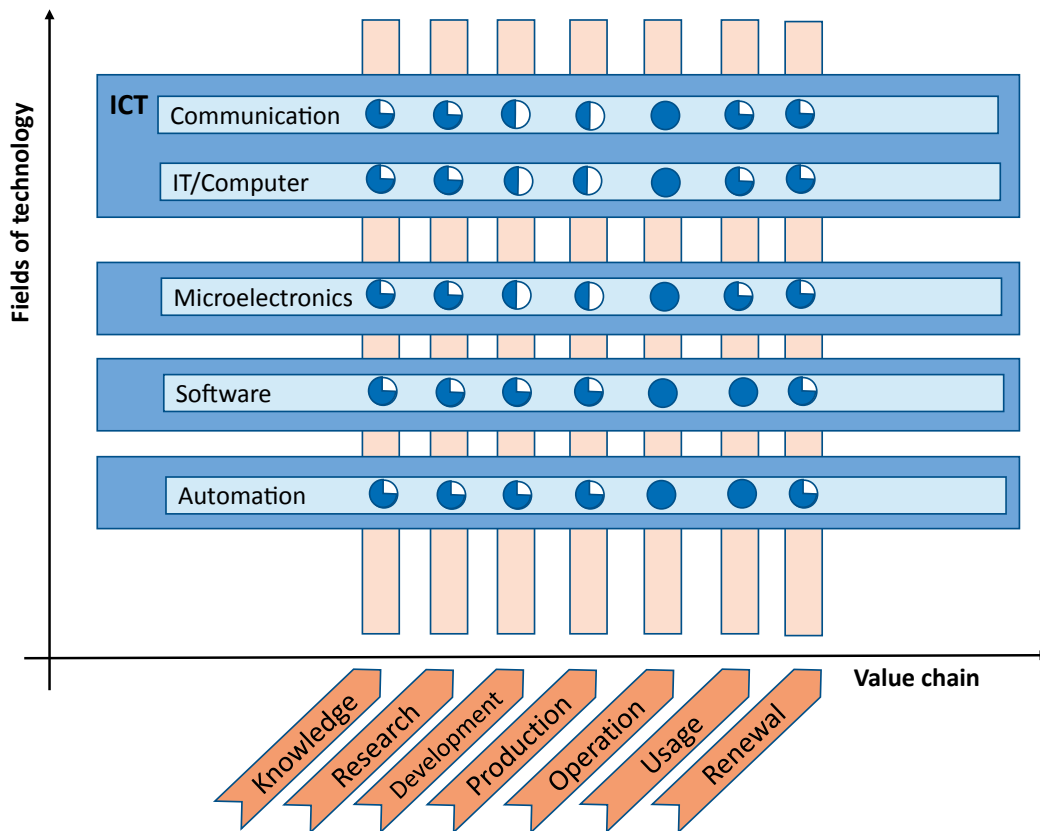 Fields of technology
ICT
Communication
IT/Computer
Microelectronics
Software
Automation
Value chain
Knowledge
Research
Development
Production
Operation
Usage
Renewal